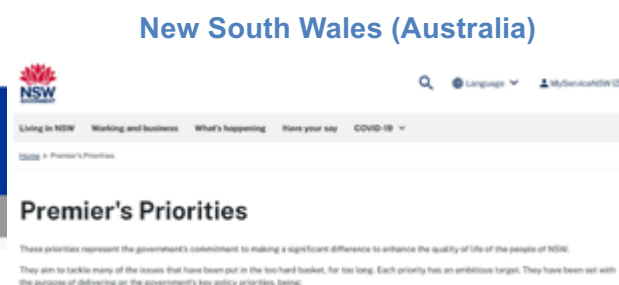 New South Wales (Australia)
NSW
GOVERNMENT
Language
MyServiceNSW
Living in NSW Working and business What's happening Have your say COVID-19
Home > Premier's Priorities
Premier's Priorities
These priorities represent the government's commitment to making a significant difference to enhance the quality of life of the people of NSW.
They aim to tackle many of the issues that have been put in the too hard basket, for too long. Each priority has an ambitious target. They have been set with
the purpose of delivering on the government's key policy priorities, being: